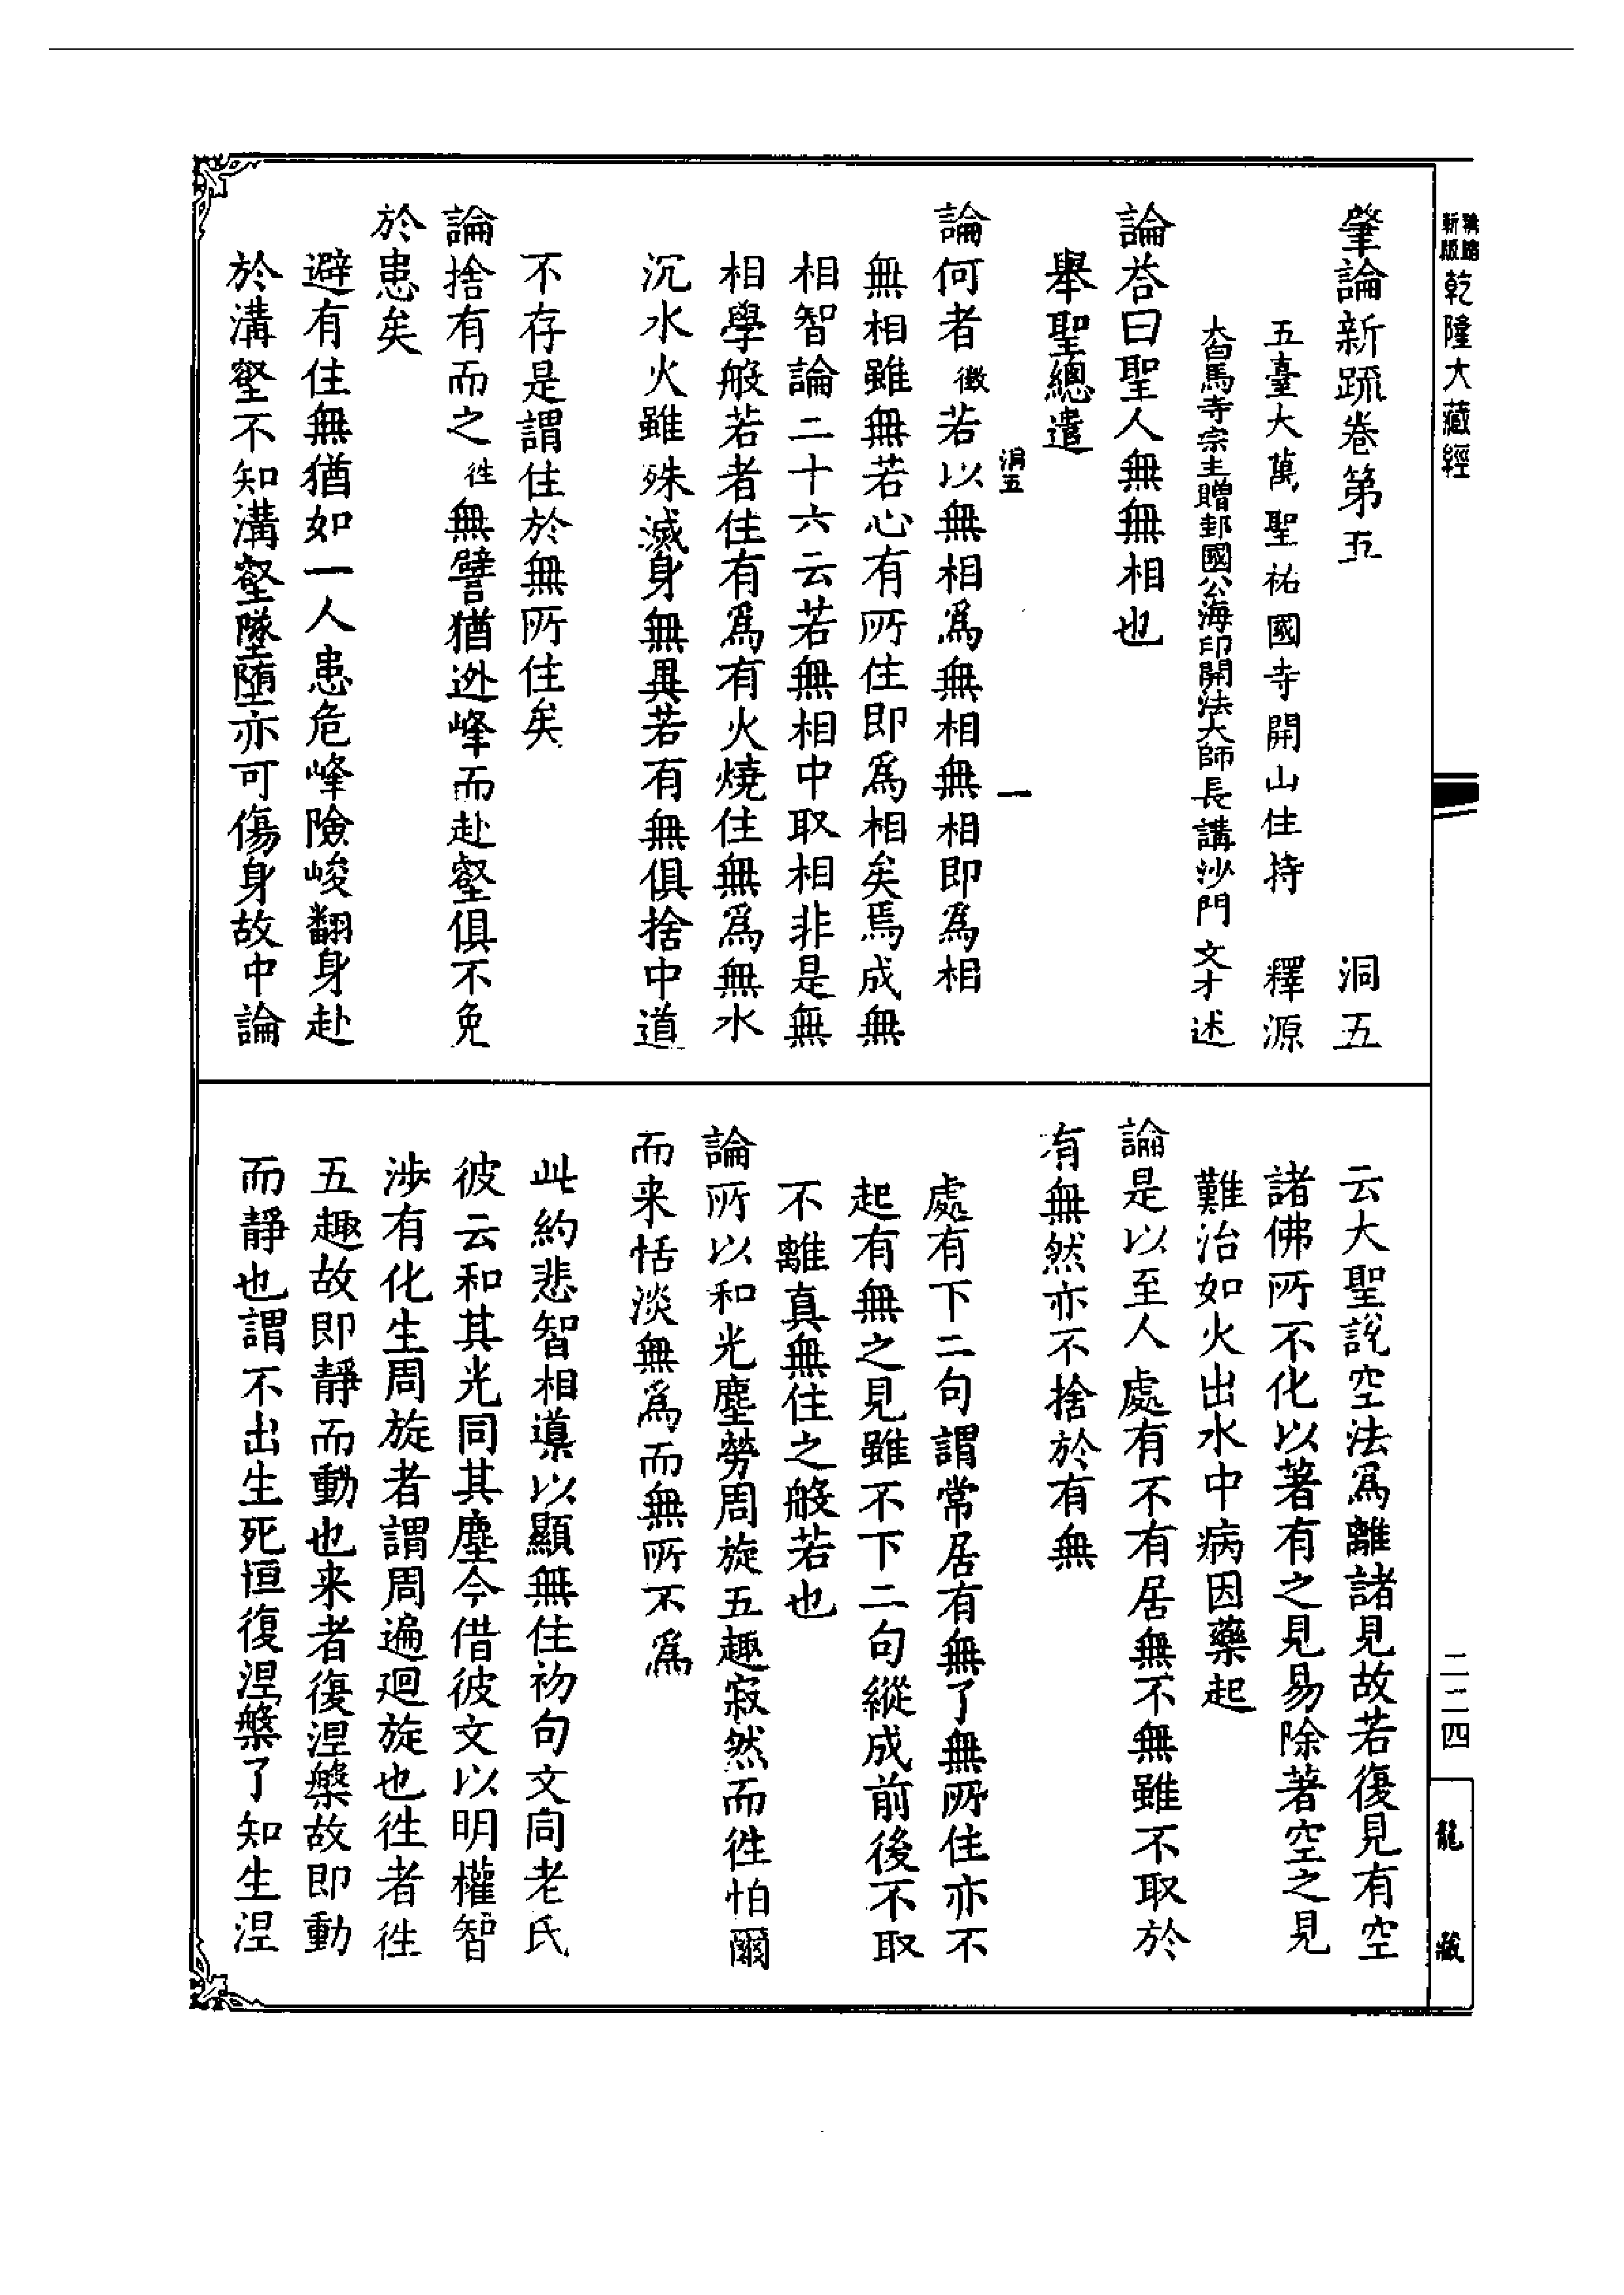 乾隆大藏經
肇論新疏卷第五　洞五
五臺大萬聖祐國寺開山住持　釋源
大白馬寺宗主贈邽國公海印開法大師長講沙門文才述
論荅曰聖人無無相也
舉聖總遣
洞五　一
論何者徵若以無相爲無相無相即爲相
無相雖無若心有所住即爲相矣焉成無
相智論二十六云若無相中取相非是無
相學般若者住有爲有火燒住無爲無水
沉水火雖殊滅身無異若有無俱捨中道
不存是謂住於無所住矣
論捨有而之徃無譬猶逃峰而赴壑俱不免
於患矣
避有住無猶如一人患危峰險峻翻身赴
於溝壑不知溝壑墜墮亦可傷身故中論
云大聖說空法爲離諸見故若復見有空
諸佛所不化以著有之見易除著空之見
難治如火出水中病因藥起
論是以至人處有不有居無不無雖不取於
有無然亦不捨於有無
處有下二句謂常居有無了無所住亦不
起有無之見雖不下二句縱成前後不取
不離真無住之般若也
論所以和光塵勞周旋五趣寂然而徃怕爾
而来恬淡無爲而無所不爲
此約悲智相導以顯無住初句文同老氏
彼云和其光同其塵今借彼文以明權智
涉有化生周旋者謂周遍迴旋也徃者徃
五趣故即靜而動也来者復涅槃故即動
而靜也謂不出生死恒復涅槃了知生涅
二二四
龍藏